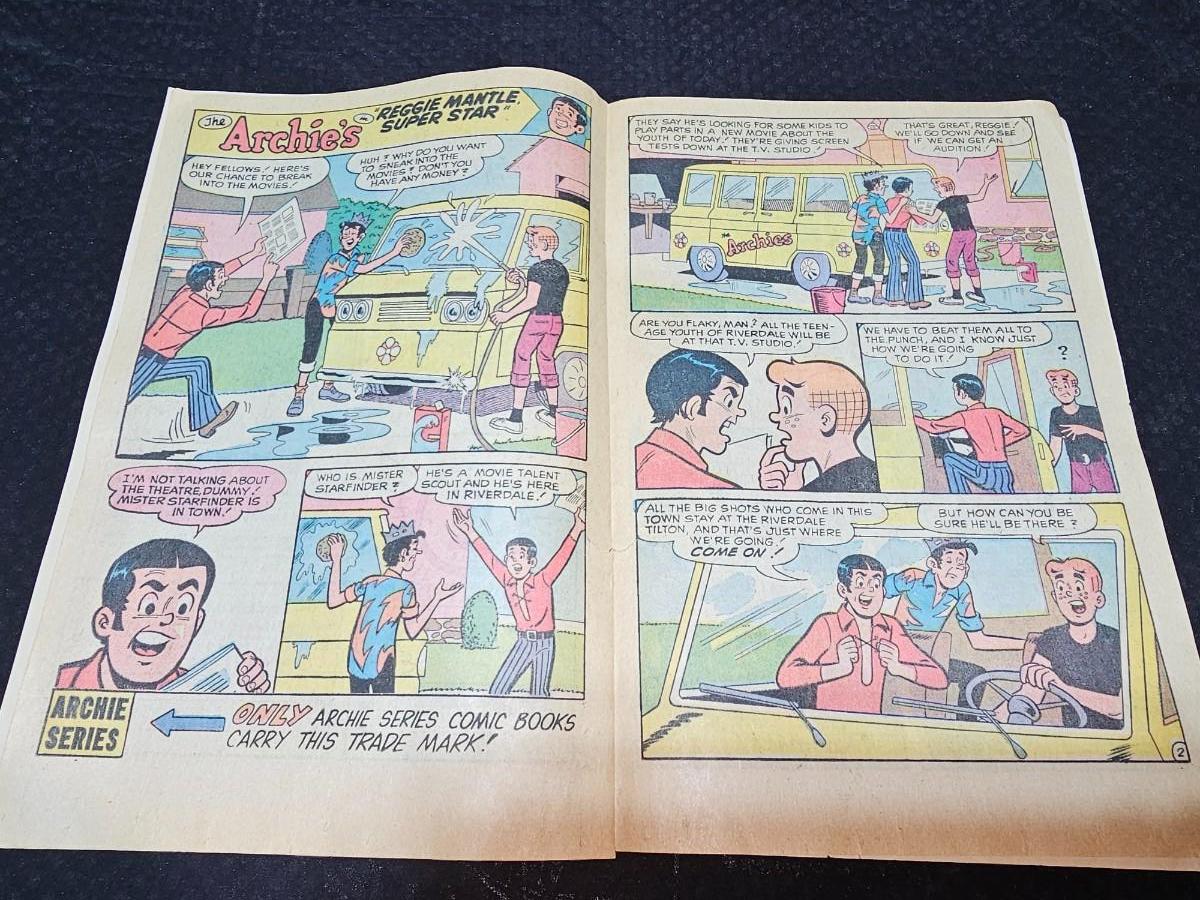 The Archie's in "REGGIE MANTLE,
SUPER STAR"
HEY FELLOWS! HERE'S
OUR CHANCE TO BREAK
INTO THE MOVIES!
HUH? WHY DO YOU WANT
TO SNEAK INTO THE
MOVIES? DON'T YOU
HAVE ANY MONEY?
I'M NOT TALKING ABOUT
THE THEATRE, DUMMY!
MISTER STARFINDER IS
IN TOWN!
WHO IS MISTER
STARFINDER?
HE'S A MOVIE TALENT
SCOUT AND HE'S HERE
IN RIVERDALE!
ARCHIE
SERIES
ONLY ARCHIE SERIES COMIC BOOKS
CARRY THIS TRADE MARK!
THEY SAY HE'S LOOKING FOR SOME KIDS TO
PLAY PARTS IN A NEW MOVIE ABOUT THE
YOUTH OF TODAY! THEY'RE GIVING SCREEN
TESTS DOWN AT THE T.V. STUDIO!
THAT'S GREAT, REGGIE!
WE'LL GO DOWN AND SEE
IF WE CAN GET AN
AUDITION!
The Archies
ARE YOU FLAKY, MAN? ALL THE TEEN-
AGE YOUTH OF RIVERDALE WILL BE
AT THAT T.V. STUDIO!
WE HAVE TO BEAT THEM ALL TO
THE PUNCH, AND I KNOW JUST
HOW WE'RE GOING
TO DO IT!
?
ALL THE BIG SHOTS WHO COME IN THIS
TOWN STAY AT THE RIVERDALE
TILTON, AND THAT'S JUST WHERE
WE'RE GOING!
COME ON!
BUT HOW CAN YOU BE
SURE HE'LL BE THERE?
2